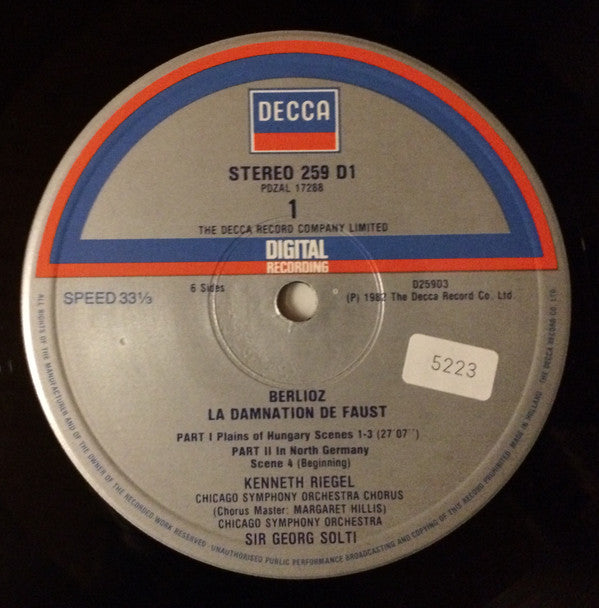 DECCA
STEREO 259 D1
PDZAL 17288
1
THE DECCA RECORD COMPANY LIMITED
DIGITAL
RECORDING
SPEED 33⅓
6 Sides
D259D3
(P) 1982 The Decca Record Co. Ltd.
5223
BERLIOZ
LA DAMNATION DE FAUST
PART I Plains of Hungary Scenes 1-3 (27'07'')
PART II In North Germany
Scene 4 (Beginning)
KENNETH RIEGEL
CHICAGO SYMPHONY ORCHESTRA CHORUS
(Chorus Master: MARGARET HILLIS)
CHICAGO SYMPHONY ORCHESTRA
SIR GEORG SOLTI
ALL RIGHTS OF THE MANUFACTURER AND OF THE OWNER OF THE RECORDED WORK RESERVED. UNAUTHORISED PUBLIC PERFORMANCE BROADCASTING AND COPYING OF THIS RECORD PROHIBITED. MADE IN HOLLAND. THE DECCA RECORD CO. LTD.